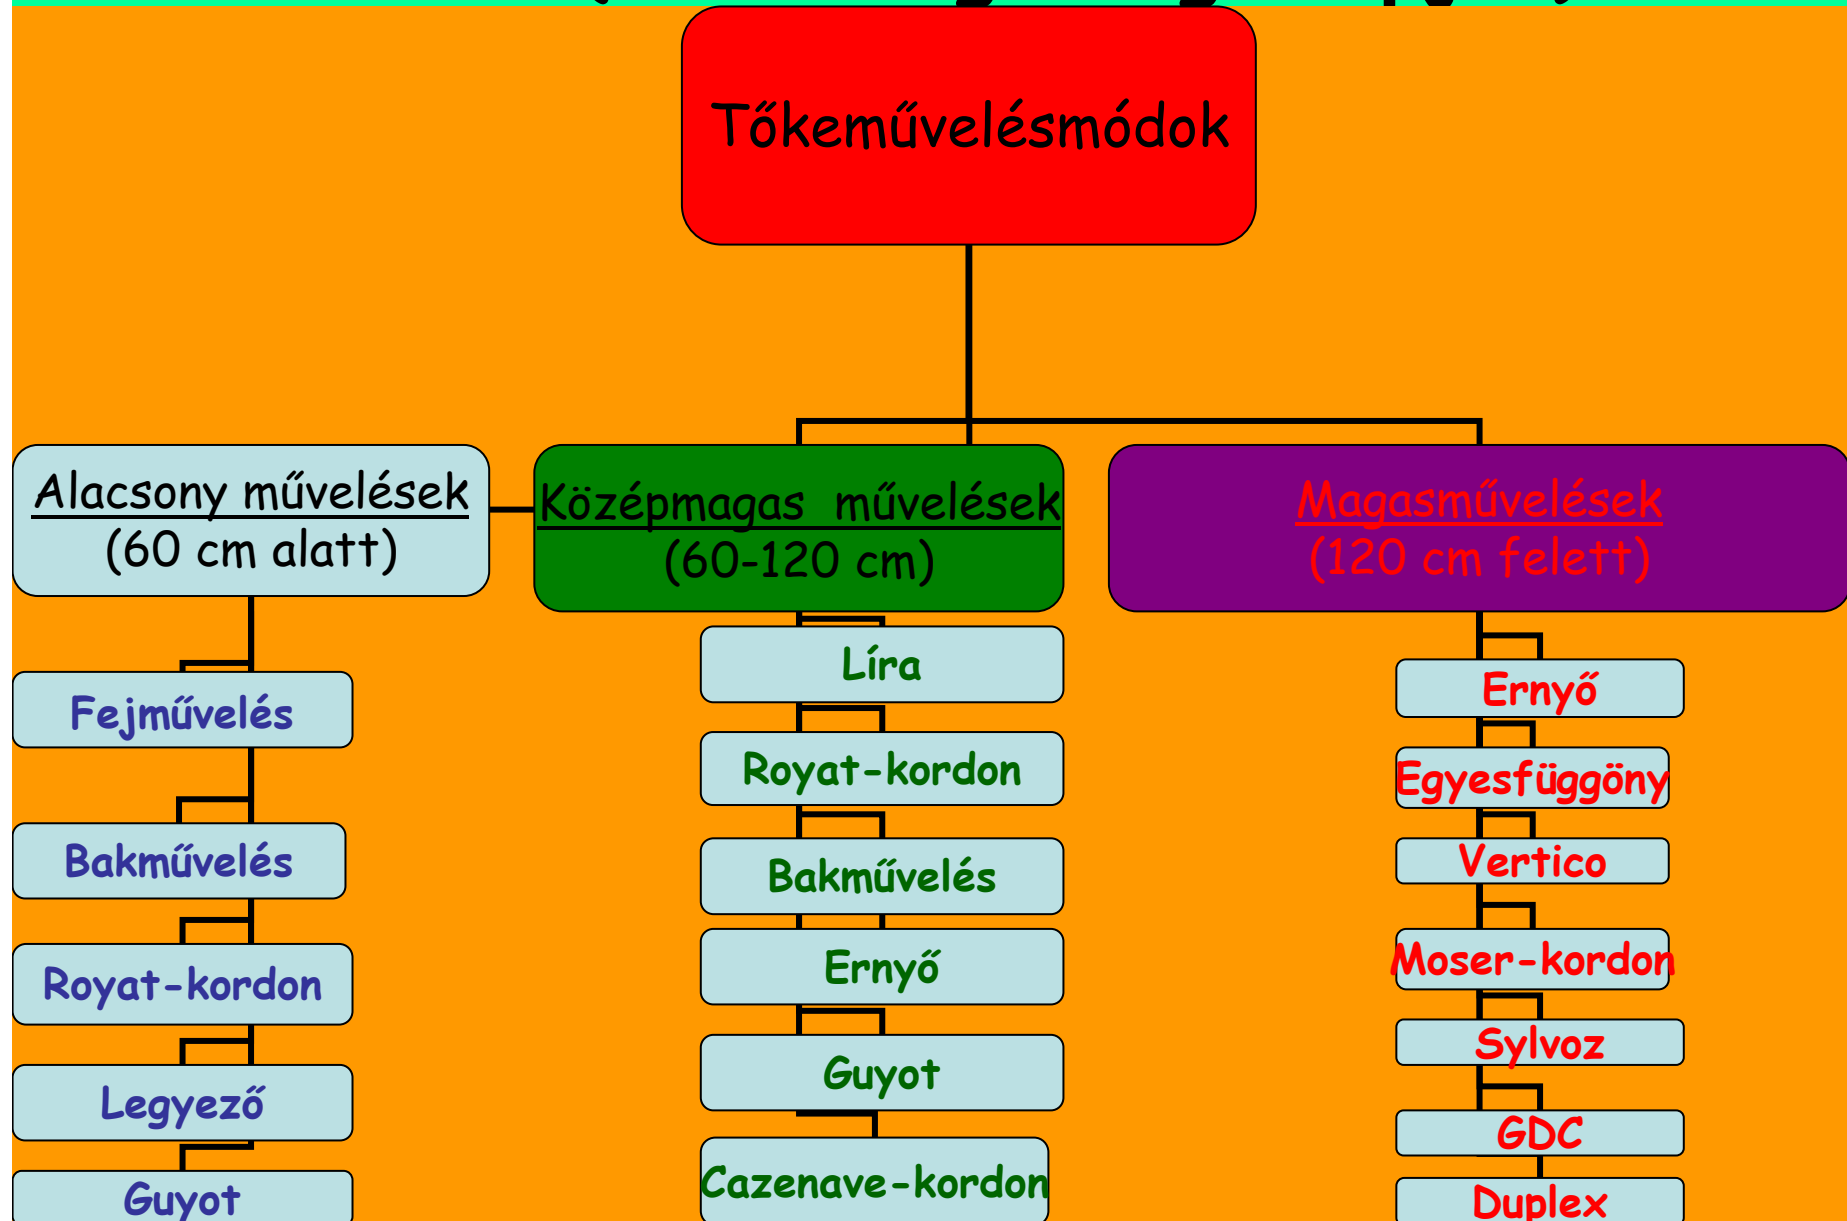 Tőkeművelésmódok
Alacsony művelések
(60 cm alatt)
Középmagas művelések
(60-120 cm)
Magasművelések
(120 cm felett)
Fejművelés
Bakművelés
Royat-kordon
Legyező
Guyot
Líra
Royat-kordon
Bakművelés
Ernyő
Guyot
Cazenave-kordon
Ernyő
Egyesfüggöny
Vertico
Moser-kordon
Sylvoz
GDC
Duplex